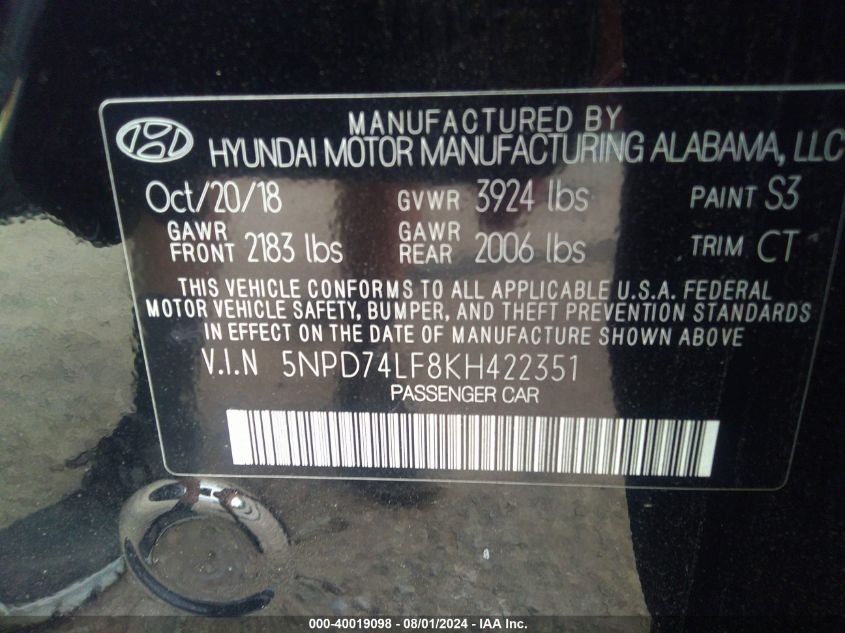 MANUFACTURED BY
HYUNDAI MOTOR MANUFACTURING ALABAMA, LLC
Oct/20/18 GVWR 3924 lbs PAINT S3
GAWR FRONT 2183 lbs GAWR REAR 2006 lbs TRIM CT
THIS VEHICLE CONFORMS TO ALL APPLICABLE U.S.A. FEDERAL
MOTOR VEHICLE SAFETY, BUMPER, AND THEFT PREVENTION STANDARDS
IN EFFECT ON THE DATE OF MANUFACTURE SHOWN ABOVE
V.I.N 5NPD74LF8KH422351
PASSENGER CAR
000-40019098 - 08/01/2024 - IAA Inc.